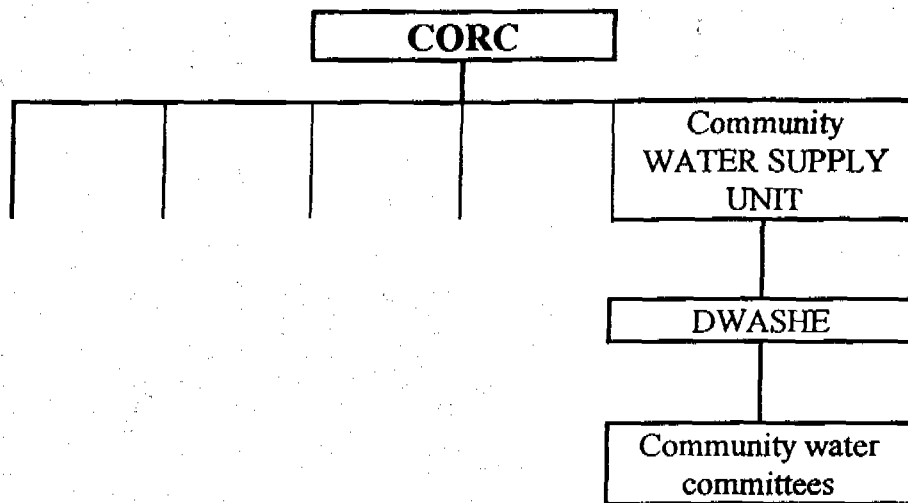 CORC
Community
WATER SUPPLY
UNIT
DWASHE
Community water
committees